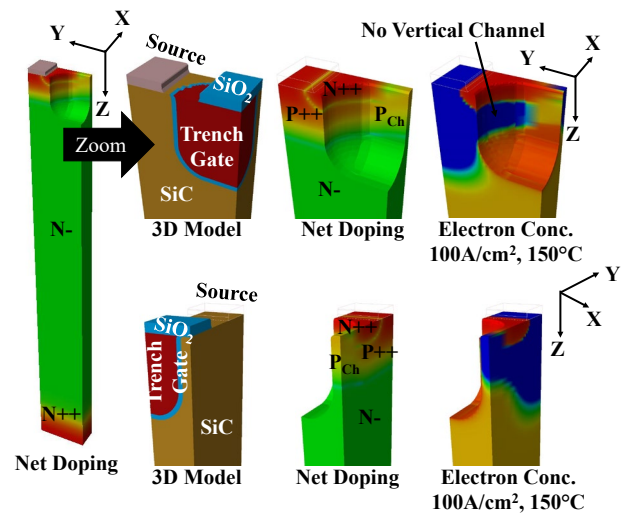 No Vertical Channel
Y
X
Z
Source
SiO2
Trench
Gate
SiC
3D Model
N++
P++
PCh
N-
Net Doping
Y
X
Z
Electron Conc.
100A/cm², 150°C
Zoom
N-
N++
Net Doping
Source
SiO2
Trench
Gate
SiC
3D Model
N++
P++
PCh
N-
Net Doping
Y
X
Z
Electron Conc.
100A/cm², 150°C